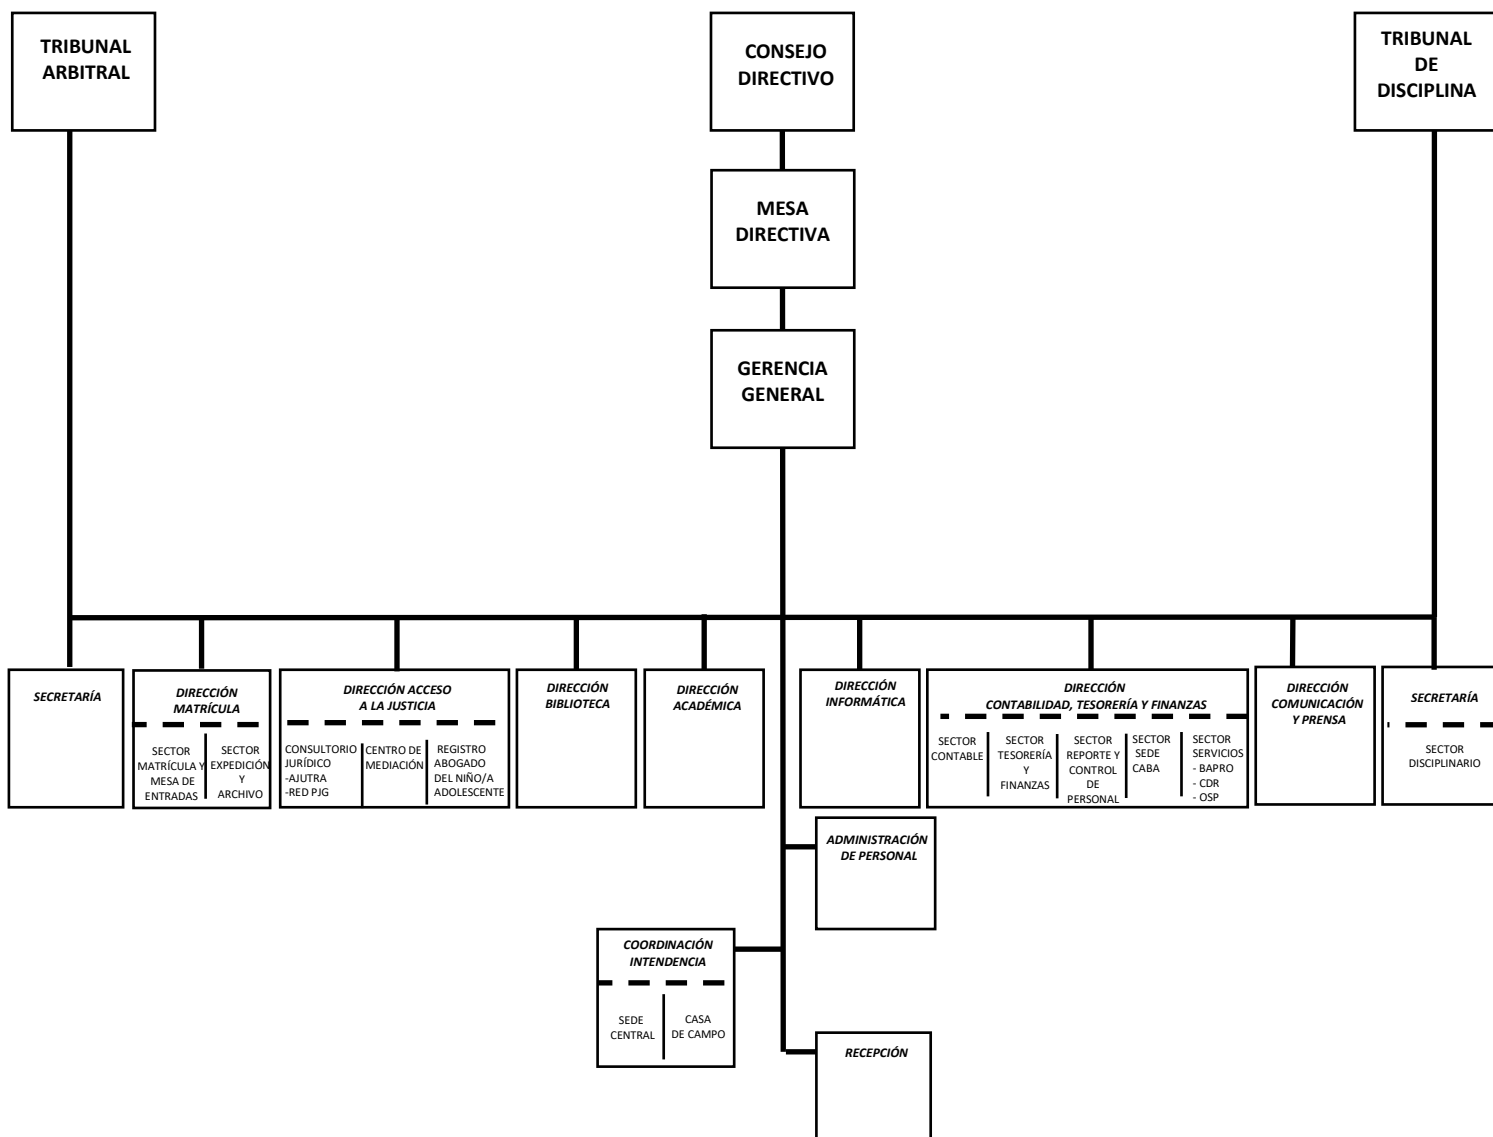 TRIBUNAL
ARBITRAL
CONSEJO
DIRECTIVO
TRIBUNAL
DE
DISCIPLINA
MESA
DIRECTIVA
GERENCIA
GENERAL
SECRETARÍA
DIRECCIÓN
MATRÍCULA
SECTOR
MATRÍCULA Y
MESA DE
ENTRADAS
SECTOR
EXPEDICIÓN
Y
ARCHIVO
DIRECCIÓN ACCESO
A LA JUSTICIA
CONSULTORIO
JURÍDICO
-AJUTRA
-RED PJG
CENTRO DE
MEDIACIÓN
REGISTRO
ABOGADO
DEL NIÑO/A
ADOLESCENTE
DIRECCIÓN
BIBLIOTECA
DIRECCIÓN
ACADÉMICA
DIRECCIÓN
INFORMÁTICA
DIRECCIÓN
CONTABILIDAD, TESORERÍA Y FINANZAS
SECTOR
CONTABLE
SECTOR
TESORERÍA
Y
FINANZAS
SECTOR
REPORTE Y
CONTROL
DE
PERSONAL
SECTOR
SEDE
CABA
SECTOR
SERVICIOS
- BAPRO
- CDR
- OSP
DIRECCIÓN
COMUNICACIÓN
Y PRENSA
SECRETARÍA
SECTOR
DISCIPLINARIO
ADMINISTRACIÓN
DE PERSONAL
COORDINACIÓN
INTENDENCIA
SEDE
CENTRAL
CASA
DE CAMPO
RECEPCIÓN